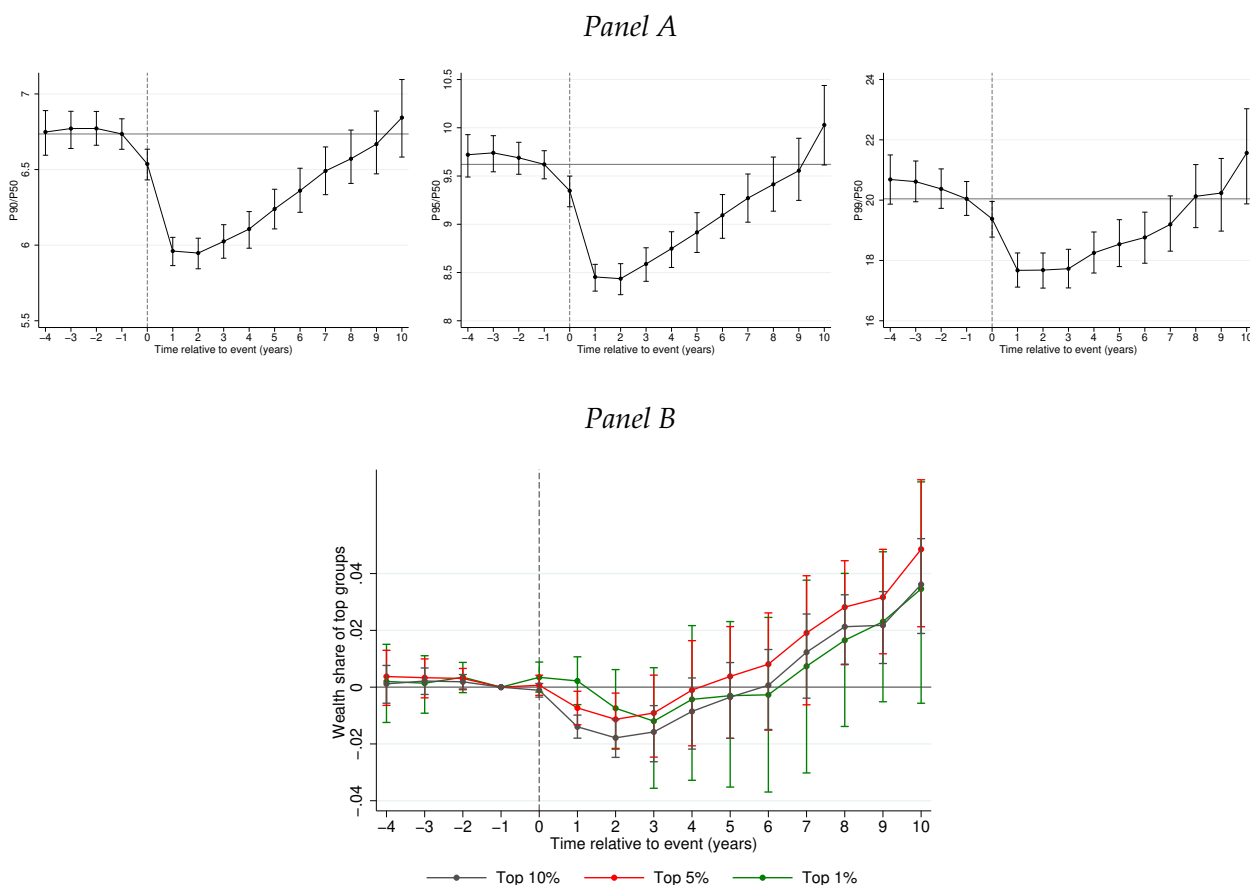 Panel A
P90/P50
5.5 6 6.5 7
−4 −3 −2 −1 0 1 2 3 4 5 6 7 8 9 10
Time relative to event (years)
P95/P50
8 8.5 9 9.5 10 10.5
−4 −3 −2 −1 0 1 2 3 4 5 6 7 8 9 10
Time relative to event (years)
P99/P50
16 18 20 22 24
−4 −3 −2 −1 0 1 2 3 4 5 6 7 8 9 10
Time relative to event (years)
Panel B
Wealth share of top groups
−.04 −.02 0 .02 .04
−4 −3 −2 −1 0 1 2 3 4 5 6 7 8 9 10
Time relative to event (years)
Top 10% Top 5% Top 1%